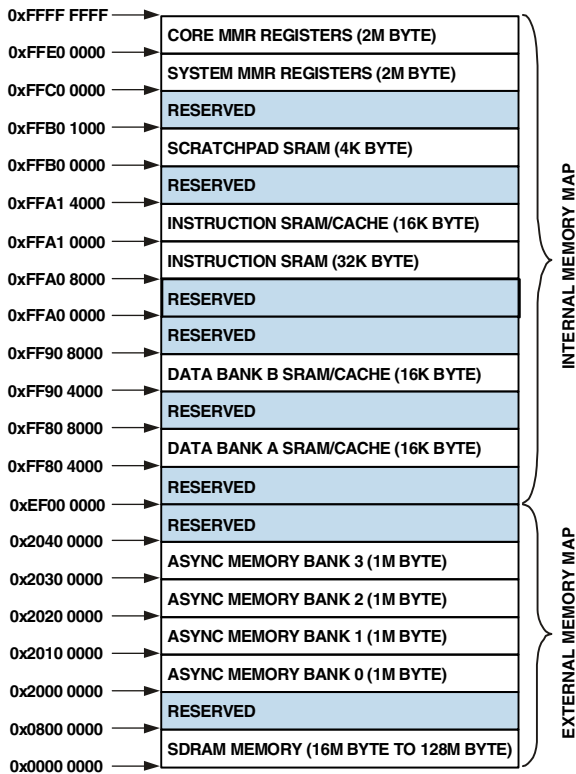 0xFFFF FFFF
CORE MMR REGISTERS (2M BYTE)
0xFFE0 0000
SYSTEM MMR REGISTERS (2M BYTE)
0xFFC0 0000
RESERVED
0xFFB0 1000
SCRATCHPAD SRAM (4K BYTE)
0xFFB0 0000
RESERVED
0xFFA1 4000
INSTRUCTION SRAM/CACHE (16K BYTE)
0xFFA1 0000
INSTRUCTION SRAM (32K BYTE)
0xFFA0 8000
RESERVED
0xFFA0 0000
RESERVED
0xFF90 8000
DATA BANK B SRAM/CACHE (16K BYTE)
0xFF90 4000
RESERVED
0xFF80 8000
DATA BANK A SRAM/CACHE (16K BYTE)
0xFF80 4000
RESERVED
0xEF00 0000
RESERVED
0x2040 0000
ASYNC MEMORY BANK 3 (1M BYTE)
0x2030 0000
ASYNC MEMORY BANK 2 (1M BYTE)
0x2020 0000
ASYNC MEMORY BANK 1 (1M BYTE)
0x2010 0000
ASYNC MEMORY BANK 0 (1M BYTE)
0x2000 0000
RESERVED
0x0800 0000
SDRAM MEMORY (16M BYTE TO 128M BYTE)
0x0000 0000
INTERNAL MEMORY MAP
EXTERNAL MEMORY MAP